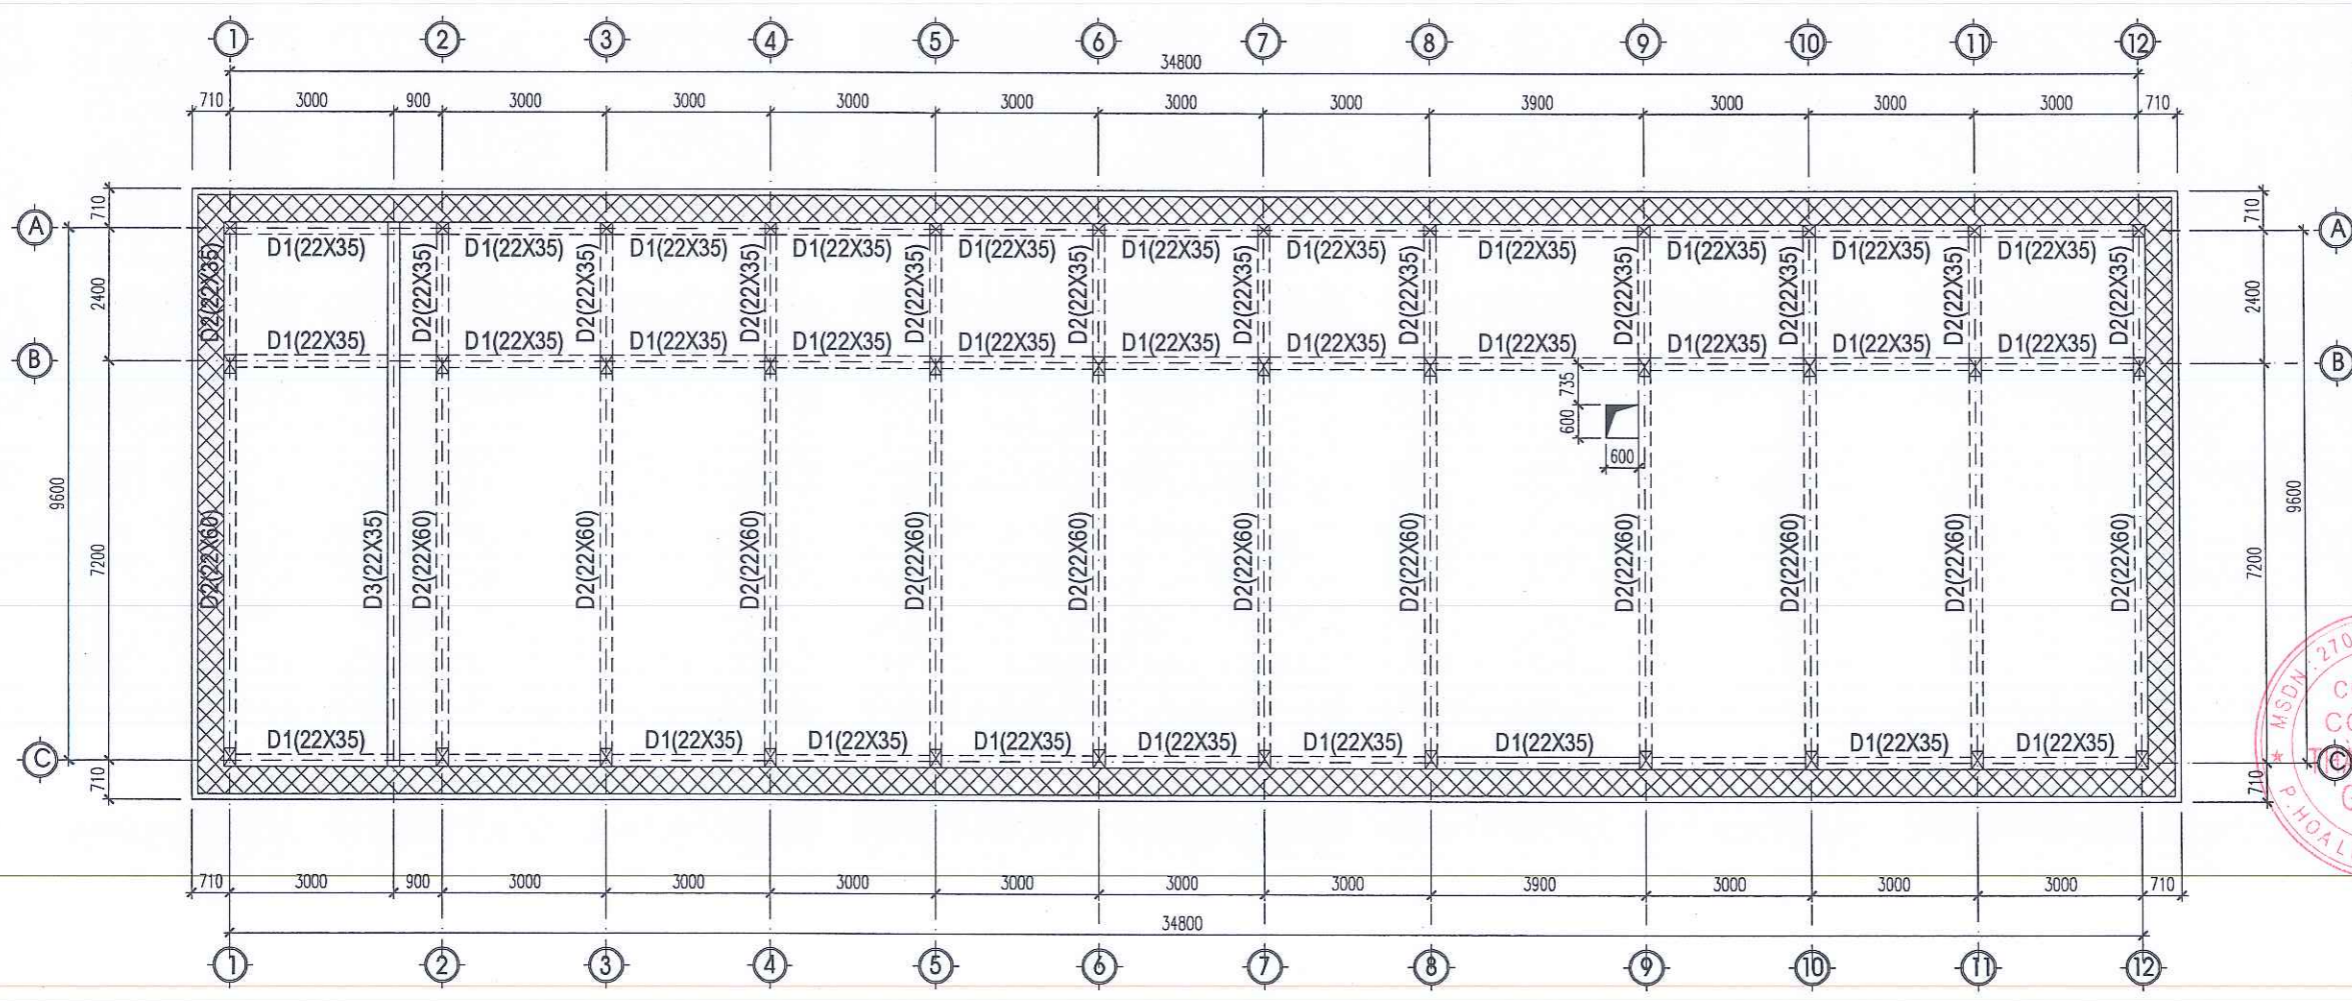 1 2 3 4 5 6 7 8 9 10 11 12
34800
710 3000 900 3000 3000 3000 3000 3000 3000 3900 3000 3000 3000 710
710 710
A A
D1(22X35) D1(22X35) D1(22X35) D1(22X35) D1(22X35) D1(22X35) D1(22X35) D1(22X35) D1(22X35) D1(22X35) D1(22X35)
2400 D2(22X35) D2(22X35) D2(22X35) D2(22X35) D2(22X35) D2(22X35) D2(22X35) D2(22X35) D2(22X35) D2(22X35) D2(22X35) D2(22X35) 2400
D1(22X35) D1(22X35) D1(22X35) D1(22X35) D1(22X35) D1(22X35) D1(22X35) D1(22X35) D1(22X35) D1(22X35) D1(22X35)
B B
735
600
600
9600 9600
7200 D2(22X60) D3(22X35) D2(22X60) D2(22X60) D2(22X60) D2(22X60) D2(22X60) D2(22X60) D2(22X60) D2(22X60) D2(22X60) D2(22X60) D2(22X60) 7200
D1(22X35) D1(22X35) D1(22X35) D1(22X35) D1(22X35) D1(22X35) D1(22X35) D1(22X35) D1(22X35)
C C
710 710
MSDN: 270
P.HOA L
710 3000 900 3000 3000 3000 3000 3000 3000 3900 3000 3000 3000 710
34800
1 2 3 4 5 6 7 8 9 10 11 12